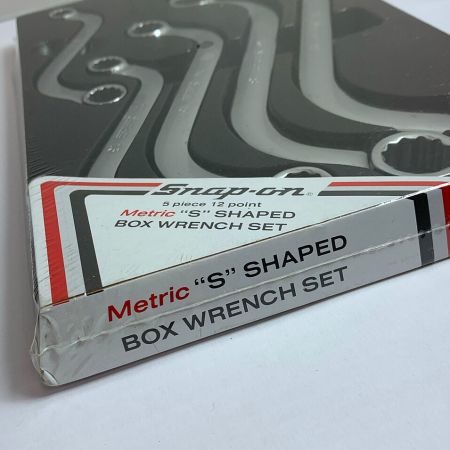 Snap-on®
5 piece 12 point
Metric “S” SHAPED
BOX WRENCH SET
Metric “S” SHAPED
BOX WRENCH SET